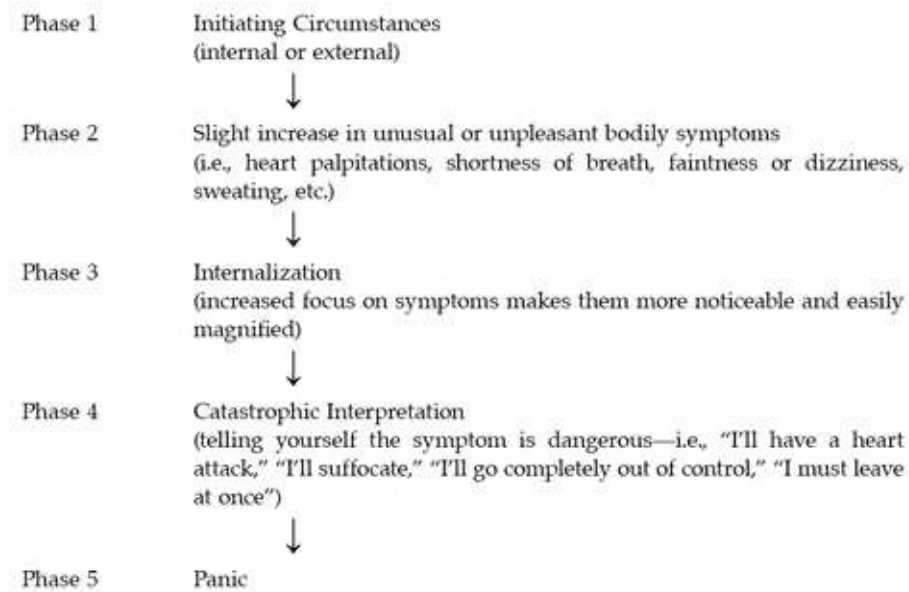 Phase 1 Initiating Circumstances
(internal or external)
Phase 2 Slight increase in unusual or unpleasant bodily symptoms
(i.e., heart palpitations, shortness of breath, faintness or dizziness,
sweating, etc.)
Phase 3 Internalization
(increased focus on symptoms makes them more noticeable and easily
magnified)
Phase 4 Catastrophic Interpretation
(telling yourself the symptom is dangerous—i.e., “I'll have a heart
attack,” “I'll suffocate,” “I'll go completely out of control,” “I must leave
at once”)
Phase 5 Panic